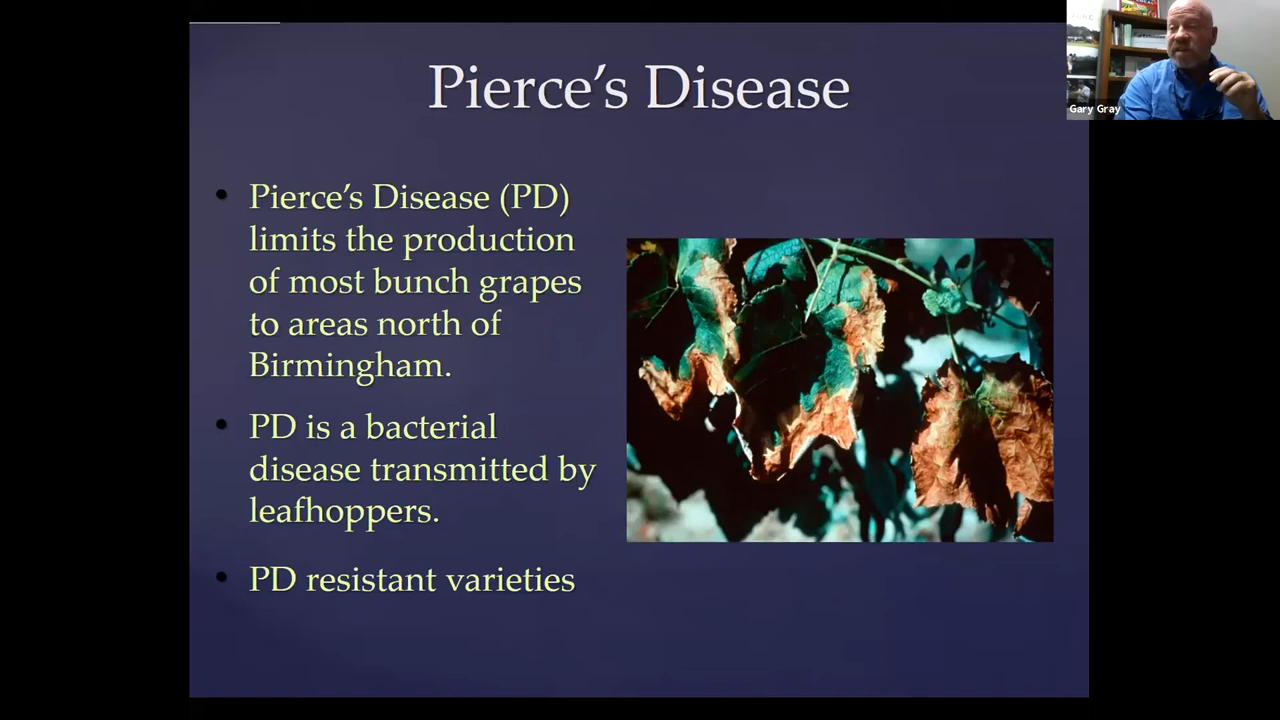 Pierce’s Disease
• Pierce’s Disease (PD)
limits the production
of most bunch grapes
to areas north of
Birmingham.
• PD is a bacterial
disease transmitted by
leafhoppers.
• PD resistant varieties
Gary Gray